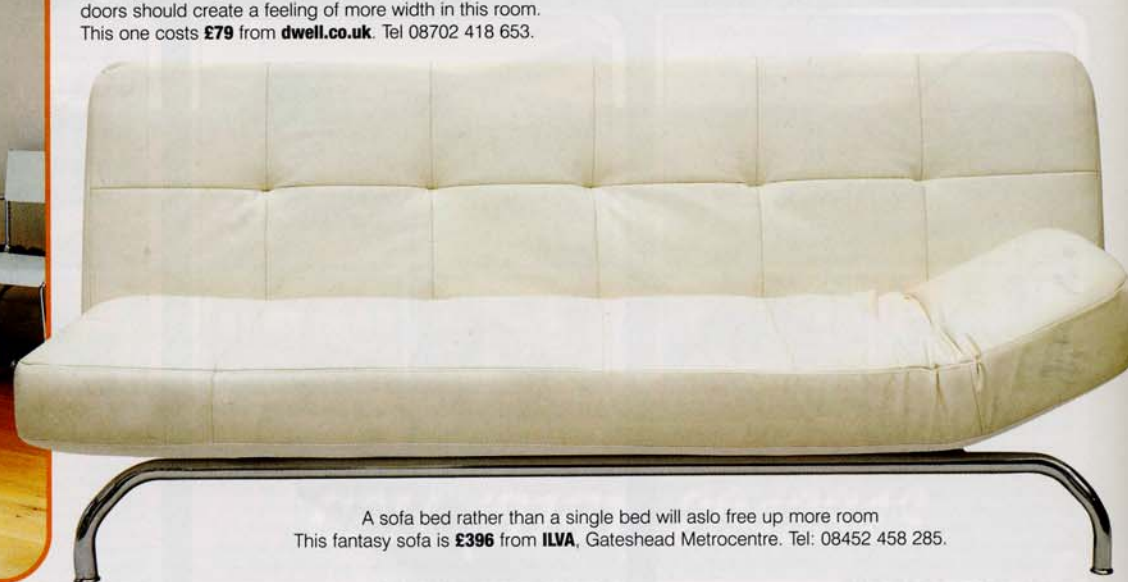 doors should create a feeling of more width in this room.
This one costs £79 from dwell.co.uk. Tel 08702 418 653.
A sofa bed rather than a single bed will aslo free up more room
This fantasy sofa is £396 from ILVA, Gateshead Metrocentre. Tel: 08452 458 285.